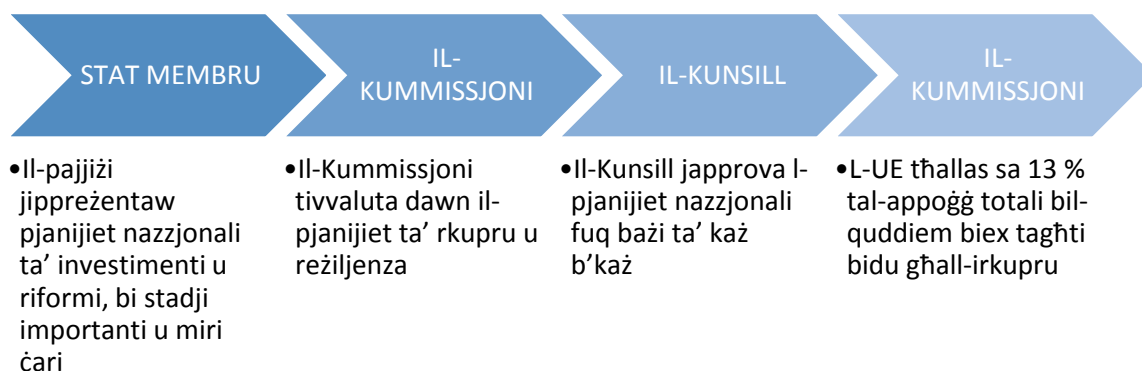 STAT MEMBRU
•Il-pajjiżi
jippreżentaw
pjanijiet nazzjonali
ta’ investimenti u
riformi, bi stadji
importanti u miri
ċari
IL-
KUMMISSJONI
•Il-Kummissjoni
tivvaluta dawn il-
pjanijiet ta’ rkupru u
reżiljenza
IL-KUNSILL
•Il-Kunsill japprova l-
pjanijiet nazzjonali
fuq bażi ta’ każ
b’każ
IL-
KUMMISSJONI
•L-UE tħallas sa 13 %
tal-appoġġ totali bil-
quddiem biex tagħti
bidu għall-irkupru